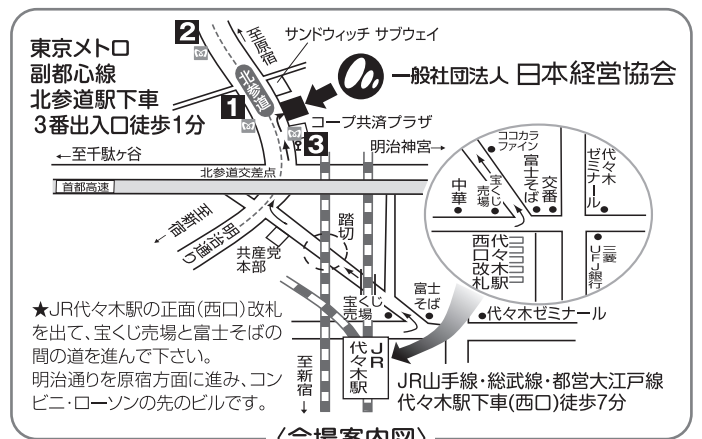 東京メトロ
副都心線
北参道駅下車
3番出入口徒歩1分
2
至原宿
サンドウィッチ サブウェイ
北参道
一般社団法人 日本経営協会
1
3
コープ共済プラザ
←至千駄ヶ谷
明治神宮→
北参道交差点
首都高速
至新宿
明治通り
共産党
本部
踏切
宝くじ
売場
富士
そば
代々木ゼミナール
JR
代々木駅
至新宿
ココカラ
ファイン
中華
宝くじ
売場
富士そば
交番
代々木
ゼミナール
代々木駅
西口改札
三菱
UFJ銀行
★JR代々木駅の正面(西口)改札
を出て、宝くじ売場と富士そばの
間の道を進んで下さい。
明治通りを原宿方面に進み、コン
ビニ・ローソンの先のビルです。
JR山手線・総武線・都営大江戸線
代々木駅下車(西口)徒歩7分
〈会場案内図〉